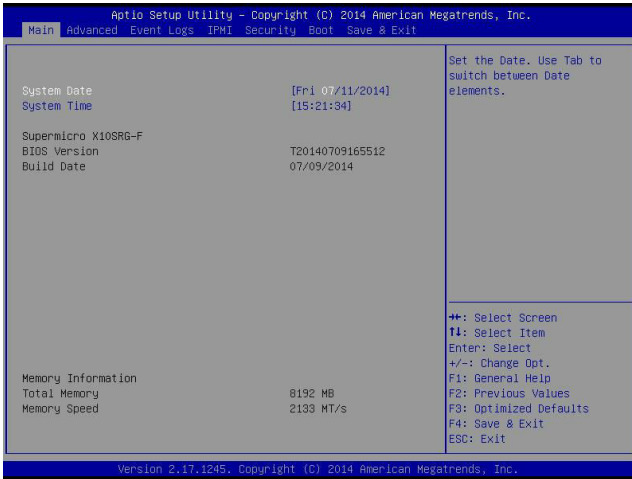 Aptio Setup Utility - Copyright (C) 2014 American Megatrends, Inc.
Main Advanced Event Logs IPMI Security Boot Save & Exit
System Date [Fri 07/11/2014]
System Time [15:21:34]
Supermicro X10SRG-F
BIOS Version T20140709165512
Build Date 07/09/2014
Memory Information
Total Memory 8192 MB
Memory Speed 2133 MT/s
Set the Date. Use Tab to
switch between Date
elements.
→←: Select Screen
↑↓: Select Item
Enter: Select
+/-: Change Opt.
F1: General Help
F2: Previous Values
F3: Optimized Defaults
F4: Save & Exit
ESC: Exit
Version 2.17.1245. Copyright (C) 2014 American Megatrends, Inc.